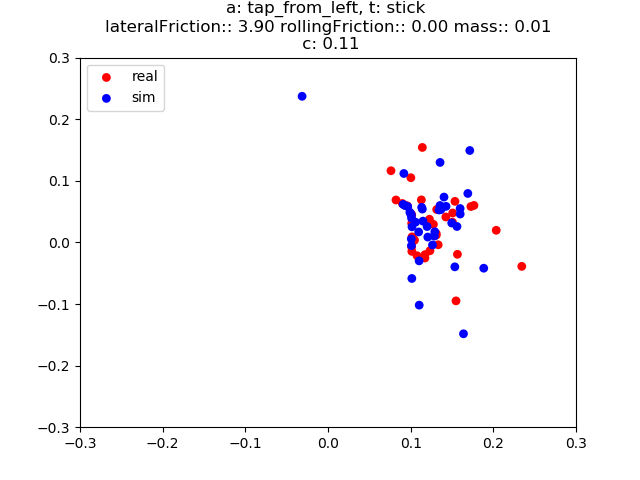 a: tap_from_left, t: stick
lateralFriction:: 3.90 rollingFriction:: 0.00 mass:: 0.01
c: 0.11
real
sim
0.3
0.2
0.1
0.0
−0.1
−0.2
−0.3
−0.3
−0.2
−0.1
0.0
0.1
0.2
0.3